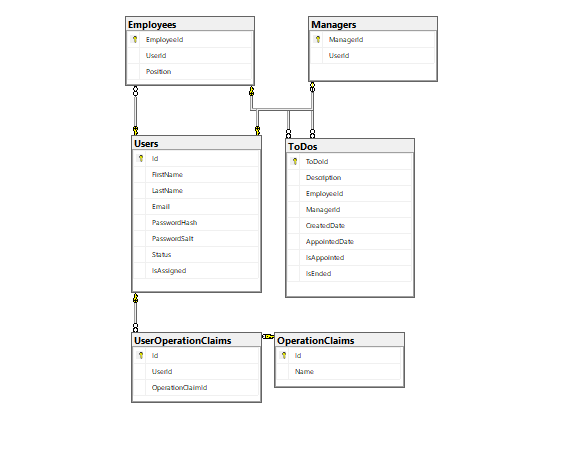 Employees
EmployeeId
UserId
Position
Managers
ManagerId
UserId
Users
Id
FirstName
LastName
Email
PasswordHash
PasswordSalt
Status
IsAssigned
ToDos
ToDoId
Description
EmployeeId
ManagerId
CreatedDate
AppointedDate
IsAppointed
IsEnded
UserOperationClaims
Id
UserId
OperationClaimId
OperationClaims
Id
Name